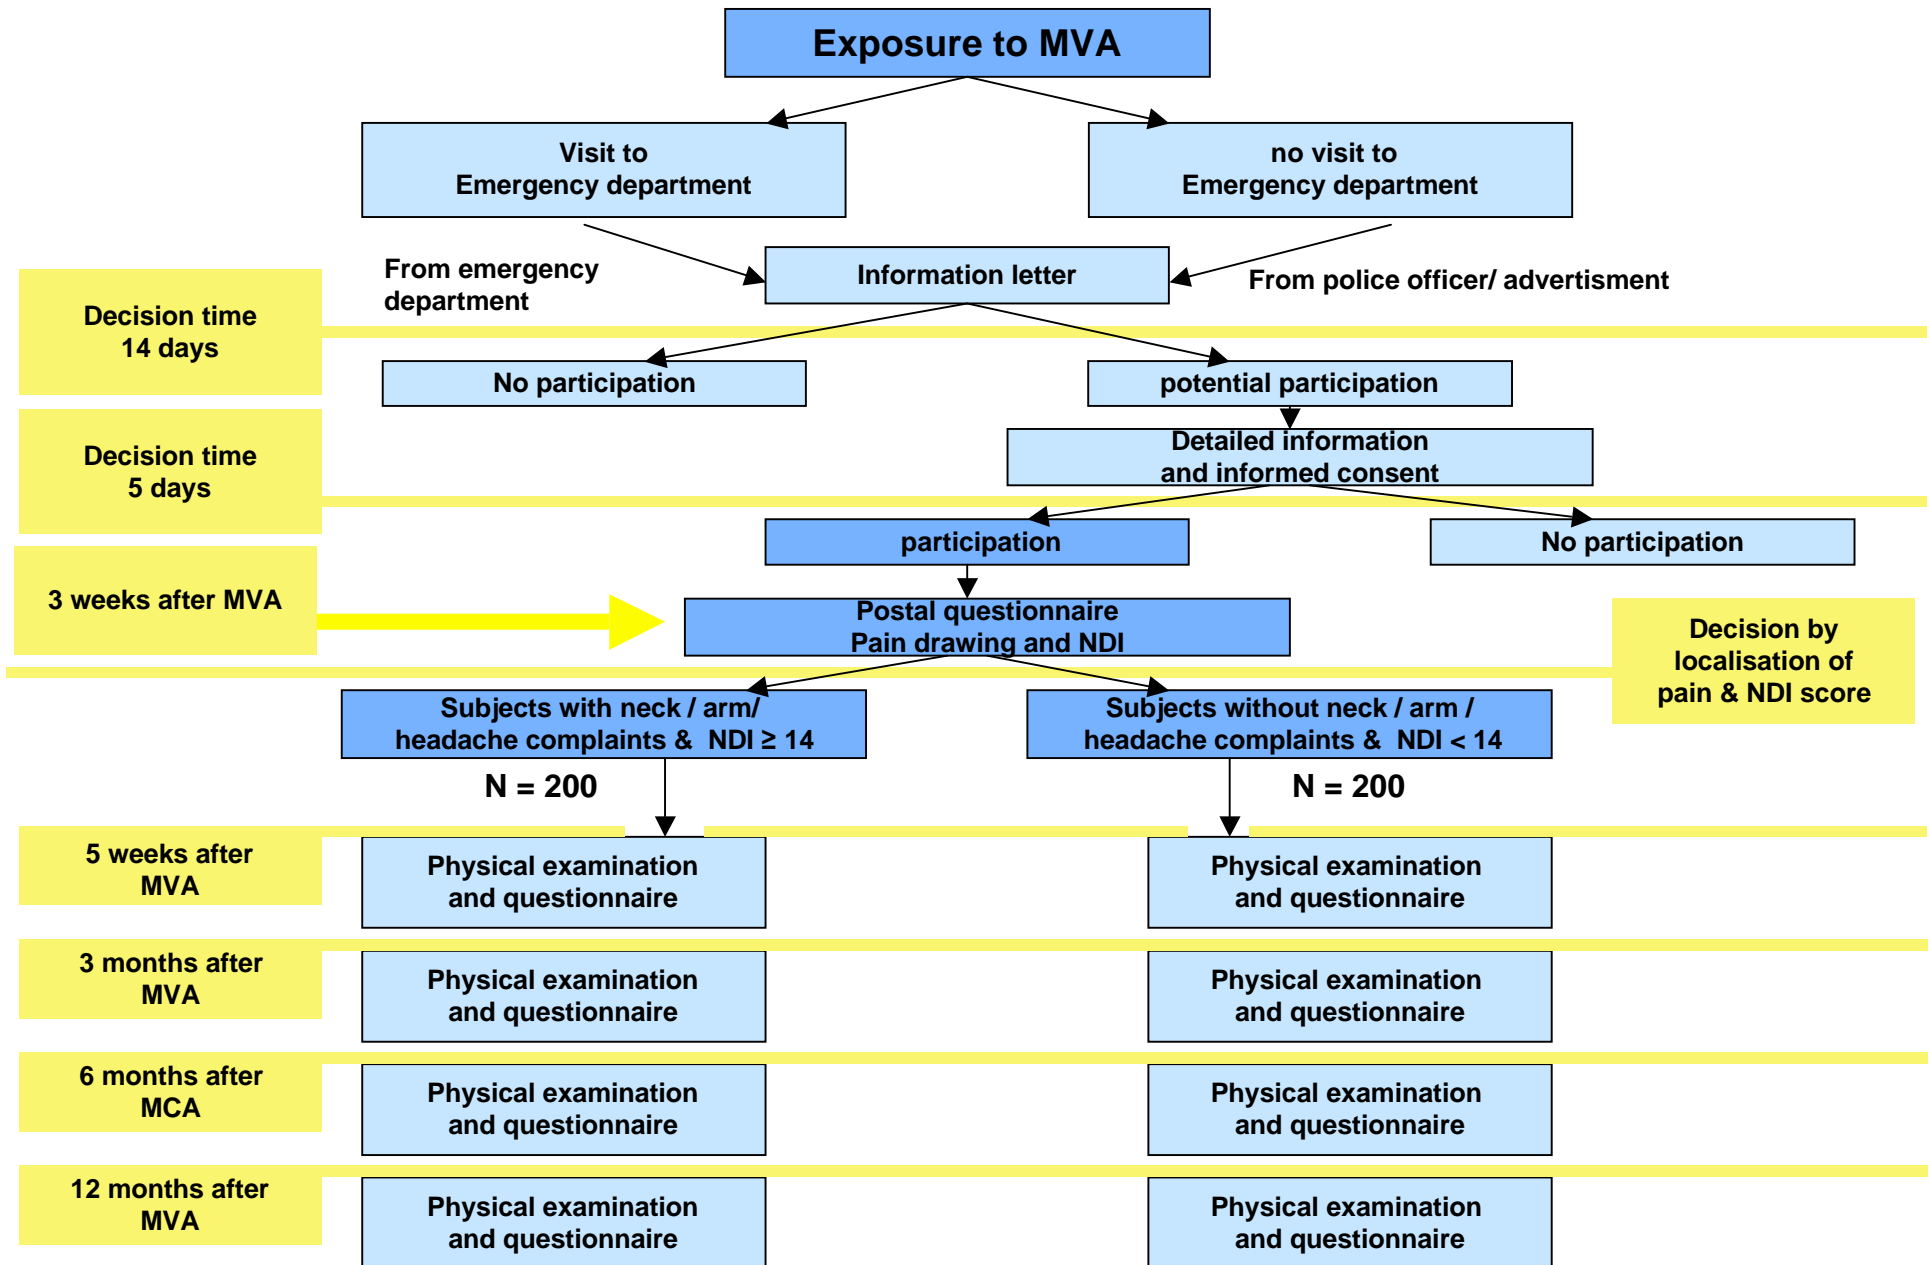 Exposure to MVA
Visit to
Emergency department
no visit to
Emergency department
From emergency
department
Information letter
From police officer/ advertisment
Decision time
14 days
No participation
potential participation
Decision time
5 days
Detailed information
and informed consent
participation
No participation
3 weeks after MVA
Postal questionnaire
Pain drawing and NDI
Decision by
localisation of
pain & NDI score
Subjects with neck / arm/
headache complaints & NDI ≥ 14
Subjects without neck / arm /
headache complaints & NDI < 14
N = 200
N = 200
5 weeks after
MVA
Physical examination
and questionnaire
Physical examination
and questionnaire
3 months after
MVA
Physical examination
and questionnaire
Physical examination
and questionnaire
6 months after
MCA
Physical examination
and questionnaire
Physical examination
and questionnaire
12 months after
MVA
Physical examination
and questionnaire
Physical examination
and questionnaire